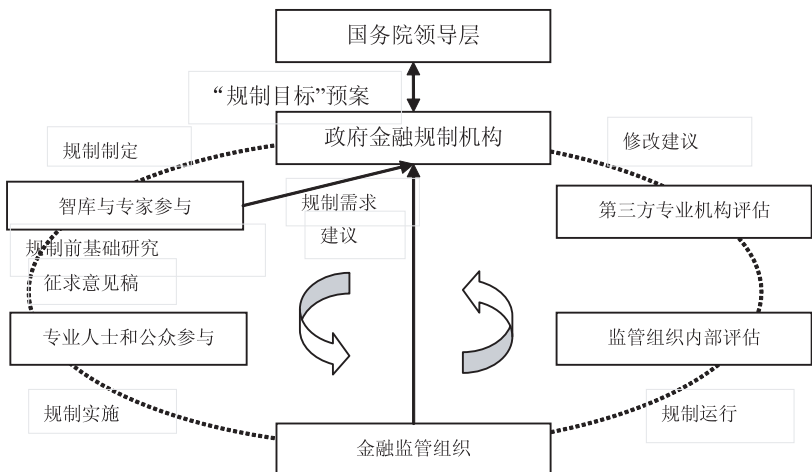 国务院领导层
“规制目标”预案
政府金融规制机构
规制制定
修改建议
智库与专家参与
规制需求
建议
第三方专业机构评估
规制前基础研究
征求意见稿
专业人士和公众参与
监管组织内部评估
规制实施
规制运行
金融监管组织